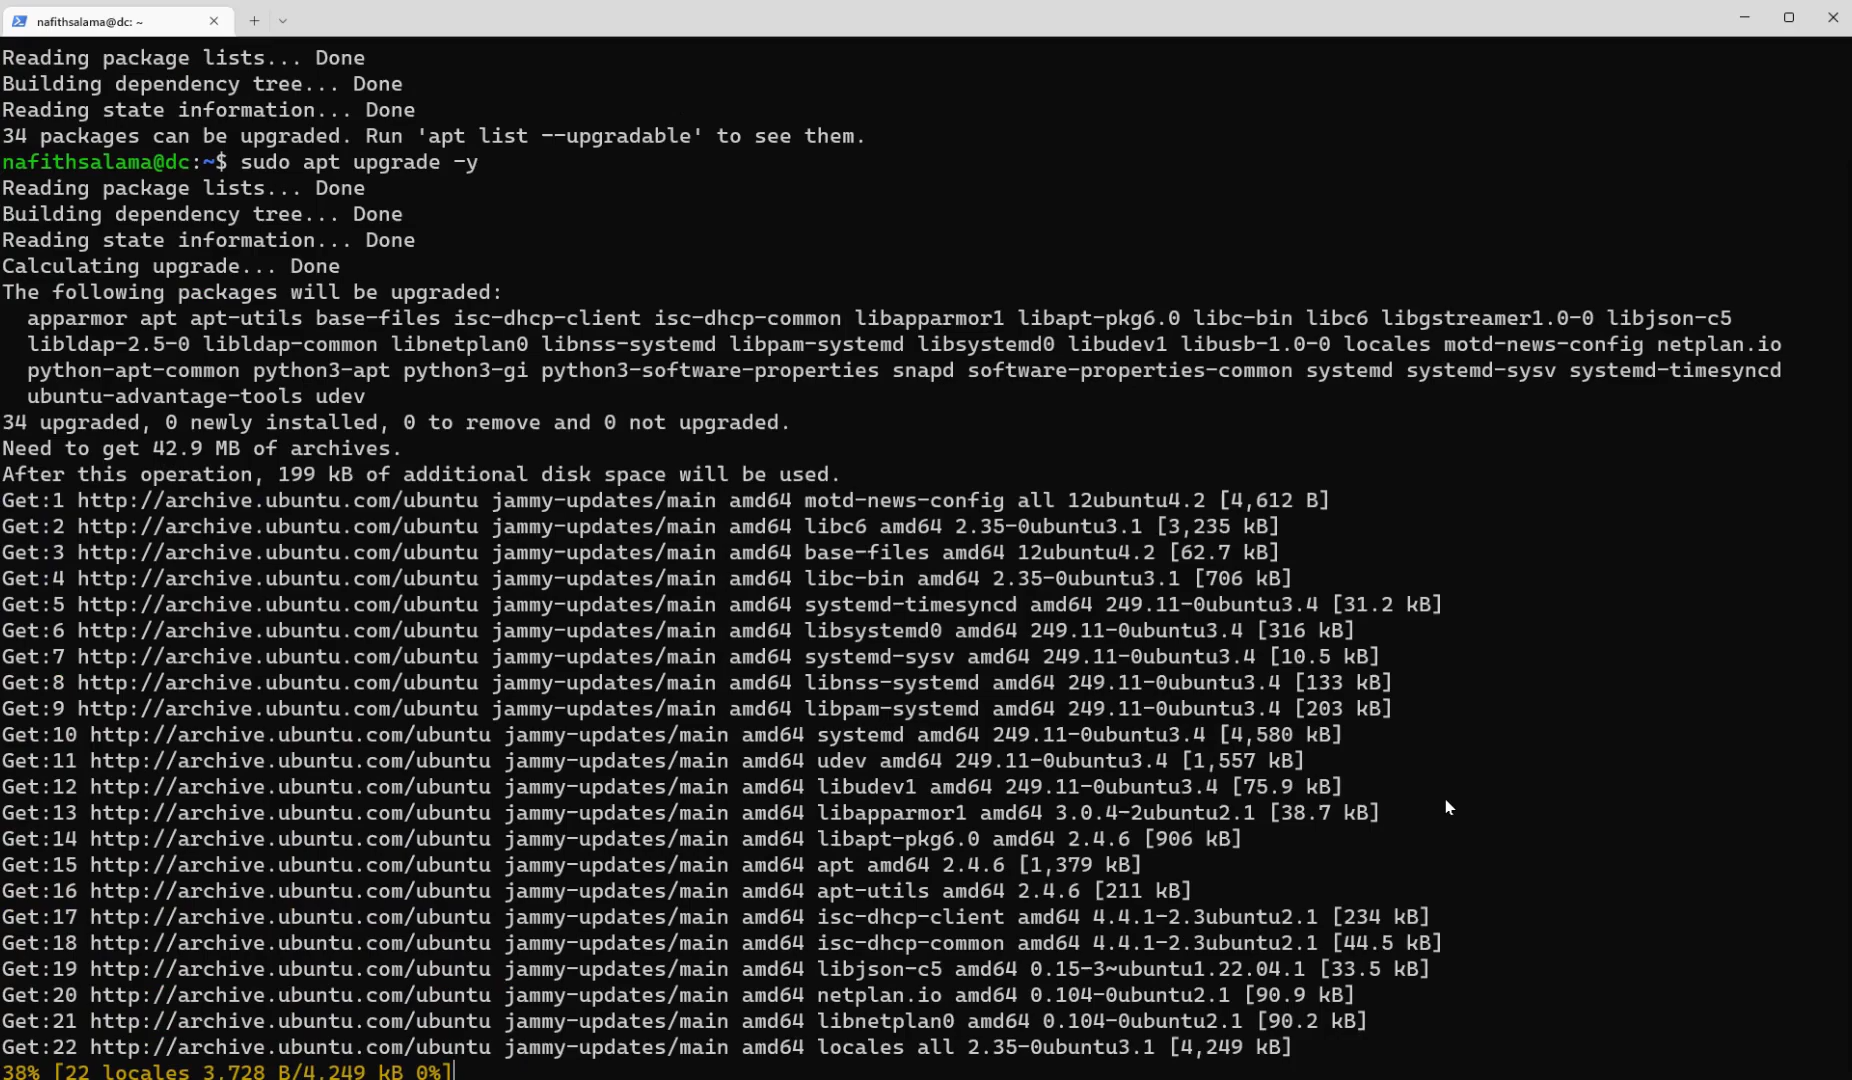 nafithsalama@dc: ~
Reading package lists... Done
Building dependency tree... Done
Reading state information... Done
34 packages can be upgraded. Run 'apt list --upgradable' to see them.
nafithsalama@dc:~$ sudo apt upgrade -y
Reading package lists... Done
Building dependency tree... Done
Reading state information... Done
Calculating upgrade... Done
The following packages will be upgraded:
apparmor apt apt-utils base-files isc-dhcp-client isc-dhcp-common libapparmor1 libapt-pkg6.0 libc-bin libc6 libgstreamer1.0-0 libjson-c5
libldap-2.5-0 libldap-common libnetplan0 libnss-systemd libpam-systemd libsystemd0 libudev1 libusb-1.0-0 locales motd-news-config netplan.io
python-apt-common python3-apt python3-gi python3-software-properties snapd software-properties-common systemd systemd-sysv systemd-timesyncd
ubuntu-advantage-tools udev
34 upgraded, 0 newly installed, 0 to remove and 0 not upgraded.
Need to get 42.9 MB of archives.
After this operation, 199 kB of additional disk space will be used.
Get:1 http://archive.ubuntu.com/ubuntu jammy-updates/main amd64 motd-news-config all 12ubuntu4.2 [4,612 B]
Get:2 http://archive.ubuntu.com/ubuntu jammy-updates/main amd64 libc6 amd64 2.35-0ubuntu3.1 [3,235 kB]
Get:3 http://archive.ubuntu.com/ubuntu jammy-updates/main amd64 base-files amd64 12ubuntu4.2 [62.7 kB]
Get:4 http://archive.ubuntu.com/ubuntu jammy-updates/main amd64 libc-bin amd64 2.35-0ubuntu3.1 [706 kB]
Get:5 http://archive.ubuntu.com/ubuntu jammy-updates/main amd64 systemd-timesyncd amd64 249.11-0ubuntu3.4 [31.2 kB]
Get:6 http://archive.ubuntu.com/ubuntu jammy-updates/main amd64 libsystemd0 amd64 249.11-0ubuntu3.4 [316 kB]
Get:7 http://archive.ubuntu.com/ubuntu jammy-updates/main amd64 systemd-sysv amd64 249.11-0ubuntu3.4 [10.5 kB]
Get:8 http://archive.ubuntu.com/ubuntu jammy-updates/main amd64 libnss-systemd amd64 249.11-0ubuntu3.4 [133 kB]
Get:9 http://archive.ubuntu.com/ubuntu jammy-updates/main amd64 libpam-systemd amd64 249.11-0ubuntu3.4 [203 kB]
Get:10 http://archive.ubuntu.com/ubuntu jammy-updates/main amd64 systemd amd64 249.11-0ubuntu3.4 [4,580 kB]
Get:11 http://archive.ubuntu.com/ubuntu jammy-updates/main amd64 udev amd64 249.11-0ubuntu3.4 [1,557 kB]
Get:12 http://archive.ubuntu.com/ubuntu jammy-updates/main amd64 libudev1 amd64 249.11-0ubuntu3.4 [75.9 kB]
Get:13 http://archive.ubuntu.com/ubuntu jammy-updates/main amd64 libapparmor1 amd64 3.0.4-2ubuntu2.1 [38.7 kB]
Get:14 http://archive.ubuntu.com/ubuntu jammy-updates/main amd64 libapt-pkg6.0 amd64 2.4.6 [906 kB]
Get:15 http://archive.ubuntu.com/ubuntu jammy-updates/main amd64 apt amd64 2.4.6 [1,379 kB]
Get:16 http://archive.ubuntu.com/ubuntu jammy-updates/main amd64 apt-utils amd64 2.4.6 [211 kB]
Get:17 http://archive.ubuntu.com/ubuntu jammy-updates/main amd64 isc-dhcp-client amd64 4.4.1-2.3ubuntu2.1 [234 kB]
Get:18 http://archive.ubuntu.com/ubuntu jammy-updates/main amd64 isc-dhcp-common amd64 4.4.1-2.3ubuntu2.1 [44.5 kB]
Get:19 http://archive.ubuntu.com/ubuntu jammy-updates/main amd64 libjson-c5 amd64 0.15-3~ubuntu1.22.04.1 [33.5 kB]
Get:20 http://archive.ubuntu.com/ubuntu jammy-updates/main amd64 netplan.io amd64 0.104-0ubuntu2.1 [90.9 kB]
Get:21 http://archive.ubuntu.com/ubuntu jammy-updates/main amd64 libnetplan0 amd64 0.104-0ubuntu2.1 [90.2 kB]
Get:22 http://archive.ubuntu.com/ubuntu jammy-updates/main amd64 locales all 2.35-0ubuntu3.1 [4,249 kB]
38% [22 locales 3,728 B/4,249 kB 0%]